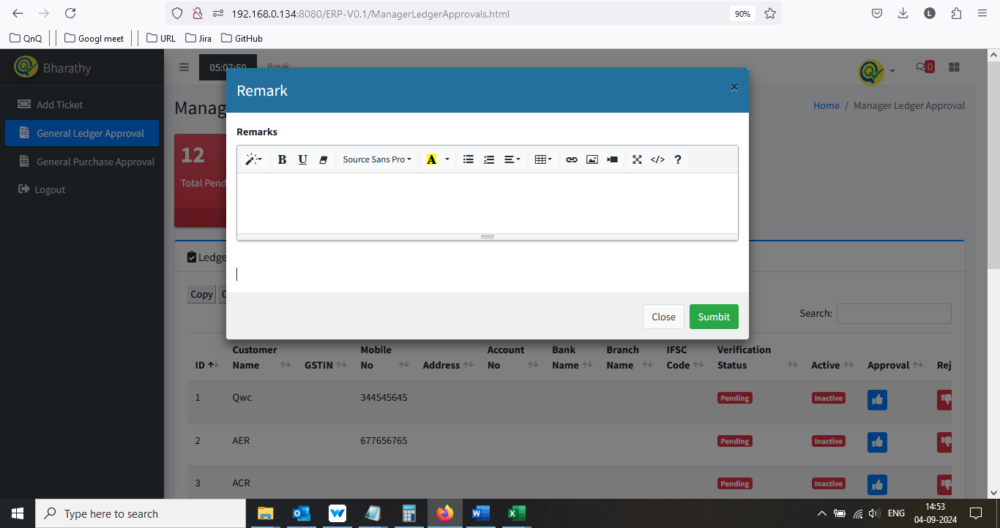 192.168.0.134:8080/ERP-V0.1/ManagerLedgerApprovals.html 90% L
QnQ Googl meet URL Jira GitHub
Bharathy 05:07:50 Break 0
Remark ×
Add Ticket
Manag Home / Manager Ledger Approval
General Ledger Approval
Remarks
General Purchase Approval
12 B U Source Sans Pro A </> ?
Total Pend
Logout
Ledge
Copy
Search:
Close Sumbit
ID Customer Name GSTIN Mobile No Address Account No Bank Name Branch Name IFSC Code Verification Status Active Approval Rej
1 Qwc 344545645 Pending Inactive
2 AER 677656765 Pending Inactive
3 ACR Pending Inactive
Type here to search ENG 14:53
04-09-2024